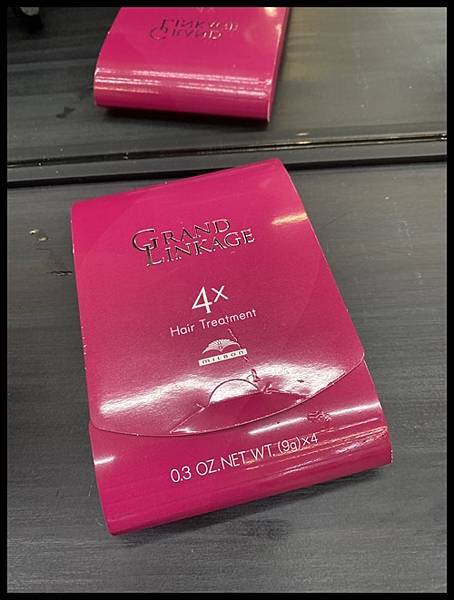 GRAND
LINKAGE
4x
Hair Treatment
MILBON
0.3 OZ. NET WT. (9g)×4